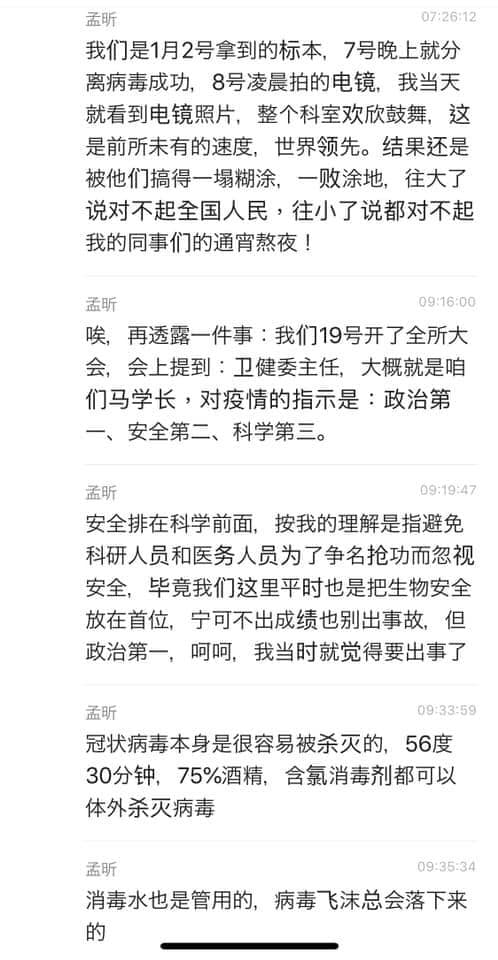 孟昕 07:26:12
我们是1月2号拿到的标本，7号晚上就分
离病毒成功，8号凌晨拍的电镜，我当天
就看到电镜照片，整个科室欢欣鼓舞，这
是前所未有的速度，世界领先。结果还是
被他们搞得一塌糊涂，一败涂地，往大了
说对不起全国人民，往小了说都对不起
我的同事们的通宵熬夜！
孟昕 09:16:00
唉，再透露一件事：我们19号开了全所大
会，会上提到：卫健委主任，大概就是咱
们马学长，对疫情的指示是：政治第
一、安全第二、科学第三。
孟昕 09:19:47
安全排在科学前面，按我的理解是指避免
科研人员和医务人员为了争名抢功而忽视
安全，毕竟我们这里平时也是把生物安全
放在首位，宁可不出成绩也别出事故，但
政治第一，呵呵，我当时就觉得要出事了
孟昕 09:33:59
冠状病毒本身是很容易被杀灭的，56度
30分钟，75%酒精，含氯消毒剂都可以
体外杀灭病毒
孟昕 09:35:34
消毒水也是管用的，病毒飞沫总会落下来
的